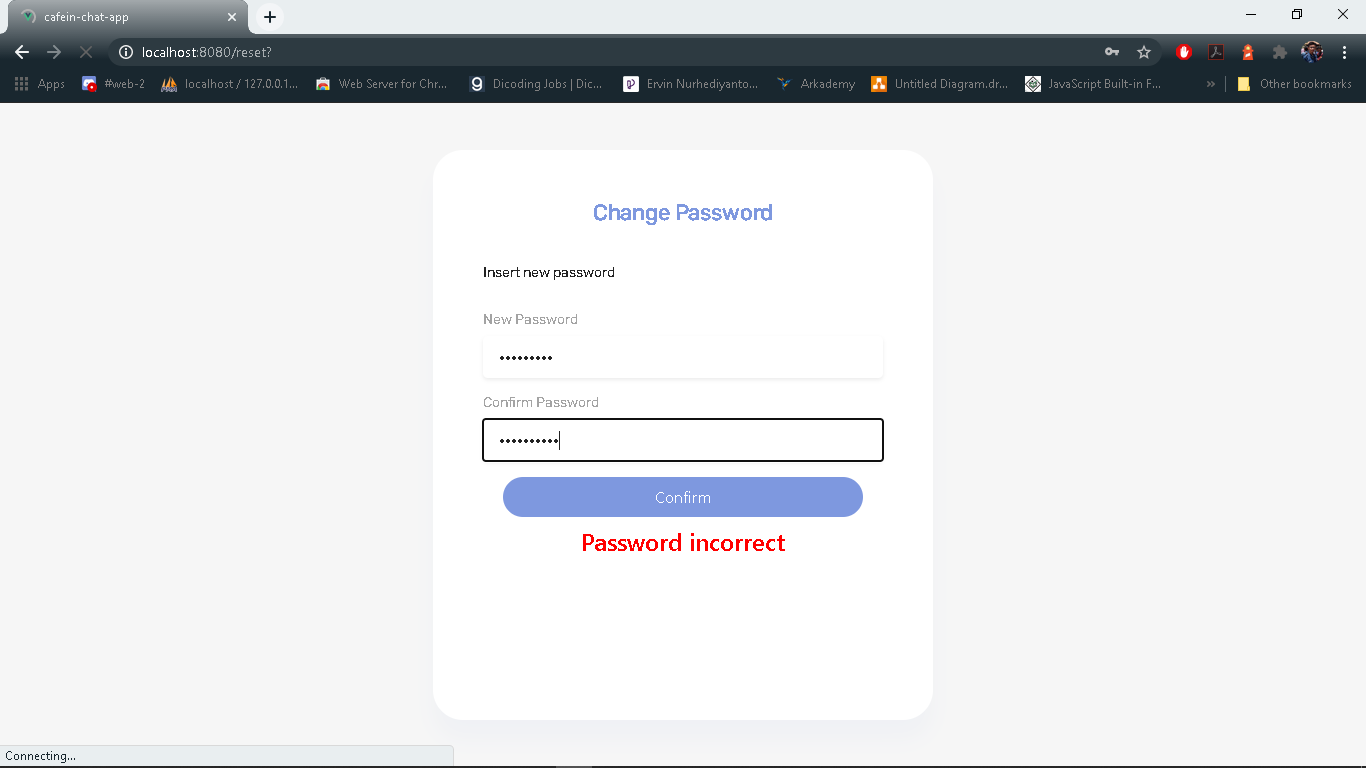 cafein-chat-app
localhost:8080/reset?
Apps
#web-2
localhost / 127.0.0.1...
Web Server for Chr...
Dicoding Jobs | Dic...
Ervin Nurhediyanto...
Arkademy
Untitled Diagram.dr...
JavaScript Built-in F...
»
Other bookmarks
Change Password
Insert new password
New Password
•••••••••
Confirm Password
••••••••••
Confirm
Password incorrect
Connecting...